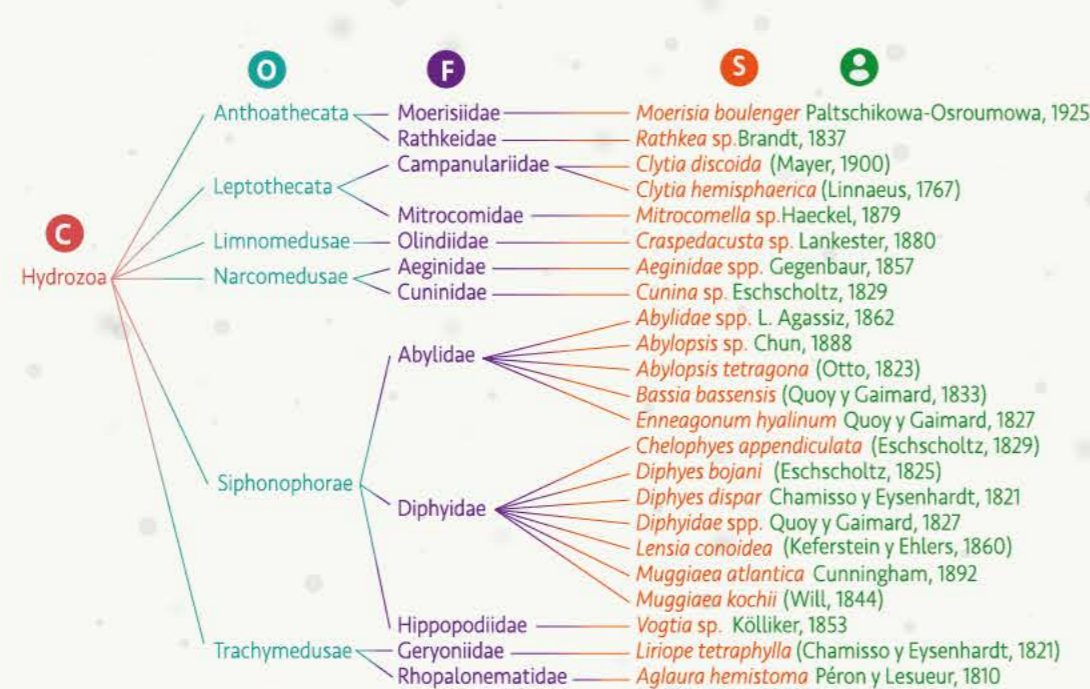 O F S
Anthoathecata Moerisiidae Moerisia boulenger Paltschikowa-Osroumowa, 1925
Rathkeidae Rathkea sp.Brandt, 1837
Campanulariidae Clytia discoida (Mayer, 1900)
Leptothecata Clytia hemisphaerica (Linnaeus, 1767)
Mitrocomidae Mitrocomella sp.Haeckel, 1879
C
Limnomedusae Olindiidae Craspedacusta sp. Lankester, 1880
Hydrozoa Narcomedusae Aeginidae Aeginidae spp. Gegenbaur, 1857
Cuninidae Cunina sp. Eschscholtz, 1829
Abylidae spp. L. Agassiz, 1862
Abylopsis sp. Chun, 1888
Abylidae Abylopsis tetragona (Otto, 1823)
Bassia bassensis (Quoy y Gaimard, 1833)
Enneagonum hyalinum Quoy y Gaimard, 1827
Chelophyes appendiculata (Eschscholtz, 1829)
Siphonophorae Diphyes bojani (Eschscholtz, 1825)
Diphyidae Diphyes dispar Chamisso y Eysenhardt, 1821
Diphyidae spp. Quoy y Gaimard, 1827
Lensia conoidea (Keferstein y Ehlers, 1860)
Muggiaea atlantica Cunningham, 1892
Muggiaea kochii (Will, 1844)
Hippopodiidae Vogtia sp. Kölliker, 1853
Trachymedusae Geryoniidae Liriope tetraphylla (Chamisso y Eysenhardt, 1821)
Rhopalonematidae Aglaura hemistoma Péron y Lesueur, 1810